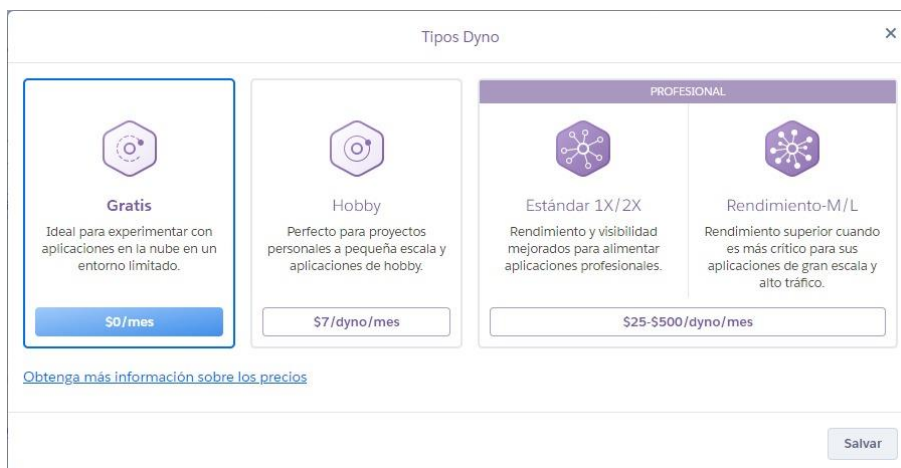 Tipos Dyno
×
Gratis
Ideal para experimentar con
aplicaciones en la nube en un
entorno limitado.
$0/mes
Hobby
Perfecto para proyectos
personales a pequeña escala y
aplicaciones de hobby.
$7/dyno/mes
PROFESIONAL
Estándar 1X/2X
Rendimiento y visibilidad
mejorados para alimentar
aplicaciones profesionales.
Rendimiento-M/L
Rendimiento superior cuando
es más crítico para sus
aplicaciones de gran escala y
alto tráfico.
$25-$500/dyno/mes
Obtenga más información sobre los precios
Salvar